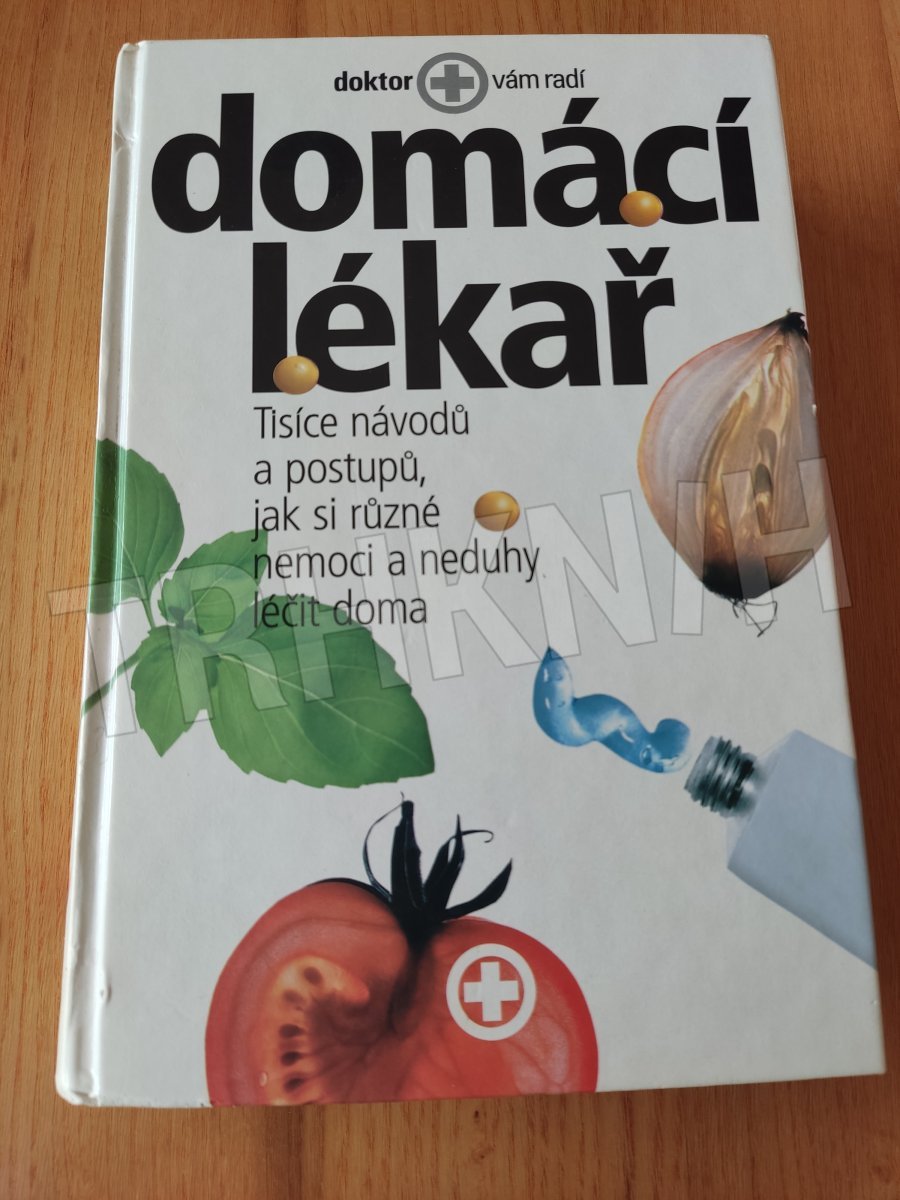 doktor vám radí
domácí
lékař
Tisíce návodů
a postupů,
jak si různé
nemoci a neduhy
léčit doma
TRHKNIH